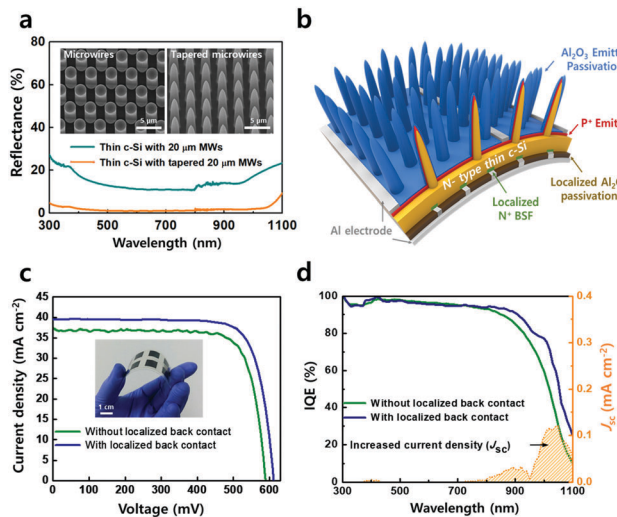 a
80
60
40
20
0
Reflectance (%)
Microwires
Tapered microwires
5 μm
5 μm
Thin c-Si with 20 μm MWs
Thin c-Si with tapered 20 μm MWs
300
500
700
900
1100
Wavelength (nm)
b
Al2O3 Emitt
Passivation
P+ Emit
N- type thin c-Si
Localized Al2
passivatio
Localized
N+ BSF
Al electrode
c
45
40
35
30
25
20
15
10
5
0
Current density (mA cm-2)
1 cm
Without localized back contact
With localized back contact
0
100
200
300
400
500
600
Voltage (mV)
d
100
80
60
40
20
0
IQE (%)
0.4
0.3
0.2
0.1
0.0
Jsc (mA cm-2)
Without localized back contact
With localized back contact
Increased current density (Jsc)
300
500
700
900
1100
Wavelength (nm)